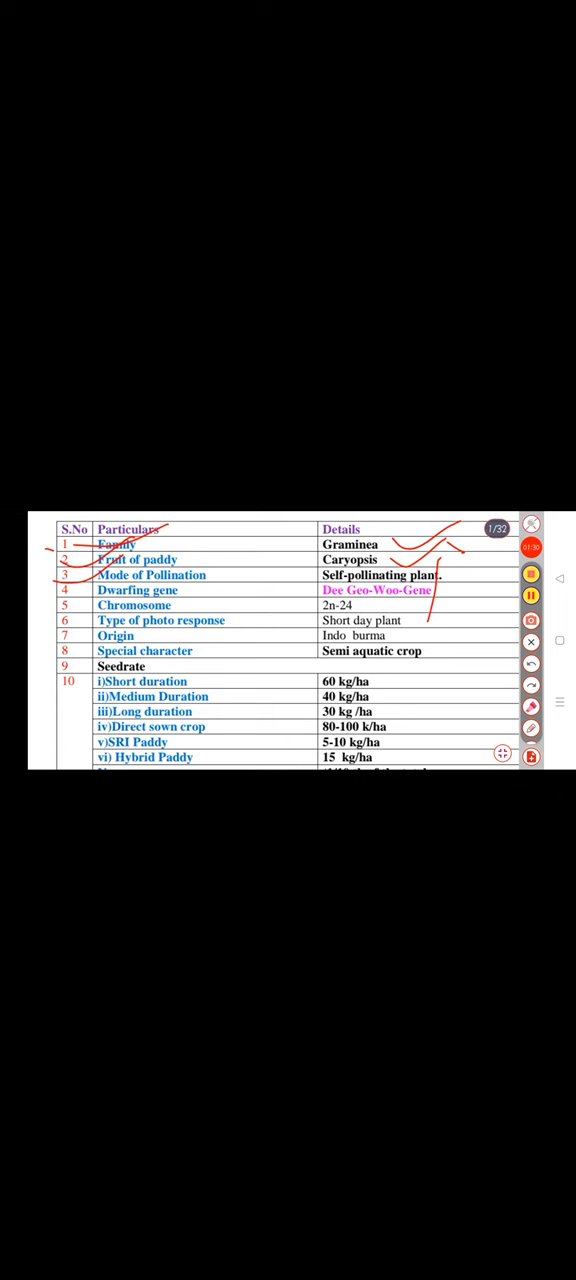 S.No Particulars Details
1 Family Graminea
2 Fruit of paddy Caryopsis
3 Mode of Pollination Self-pollinating plant.
4 Dwarfing gene Dee Geo-Woo-Gene
5 Chromosome 2n-24
6 Type of photo response Short day plant
7 Origin Indo burma
8 Special character Semi aquatic crop
9 Seedrate
10 i)Short duration 60 kg/ha
ii)Medium Duration 40 kg/ha
iii)Long duration 30 kg /ha
iv)Direct sown crop 80-100 k/ha
v)SRI Paddy 5-10 kg/ha
vi) Hybrid Paddy 15 kg/ha
1/32
01:30